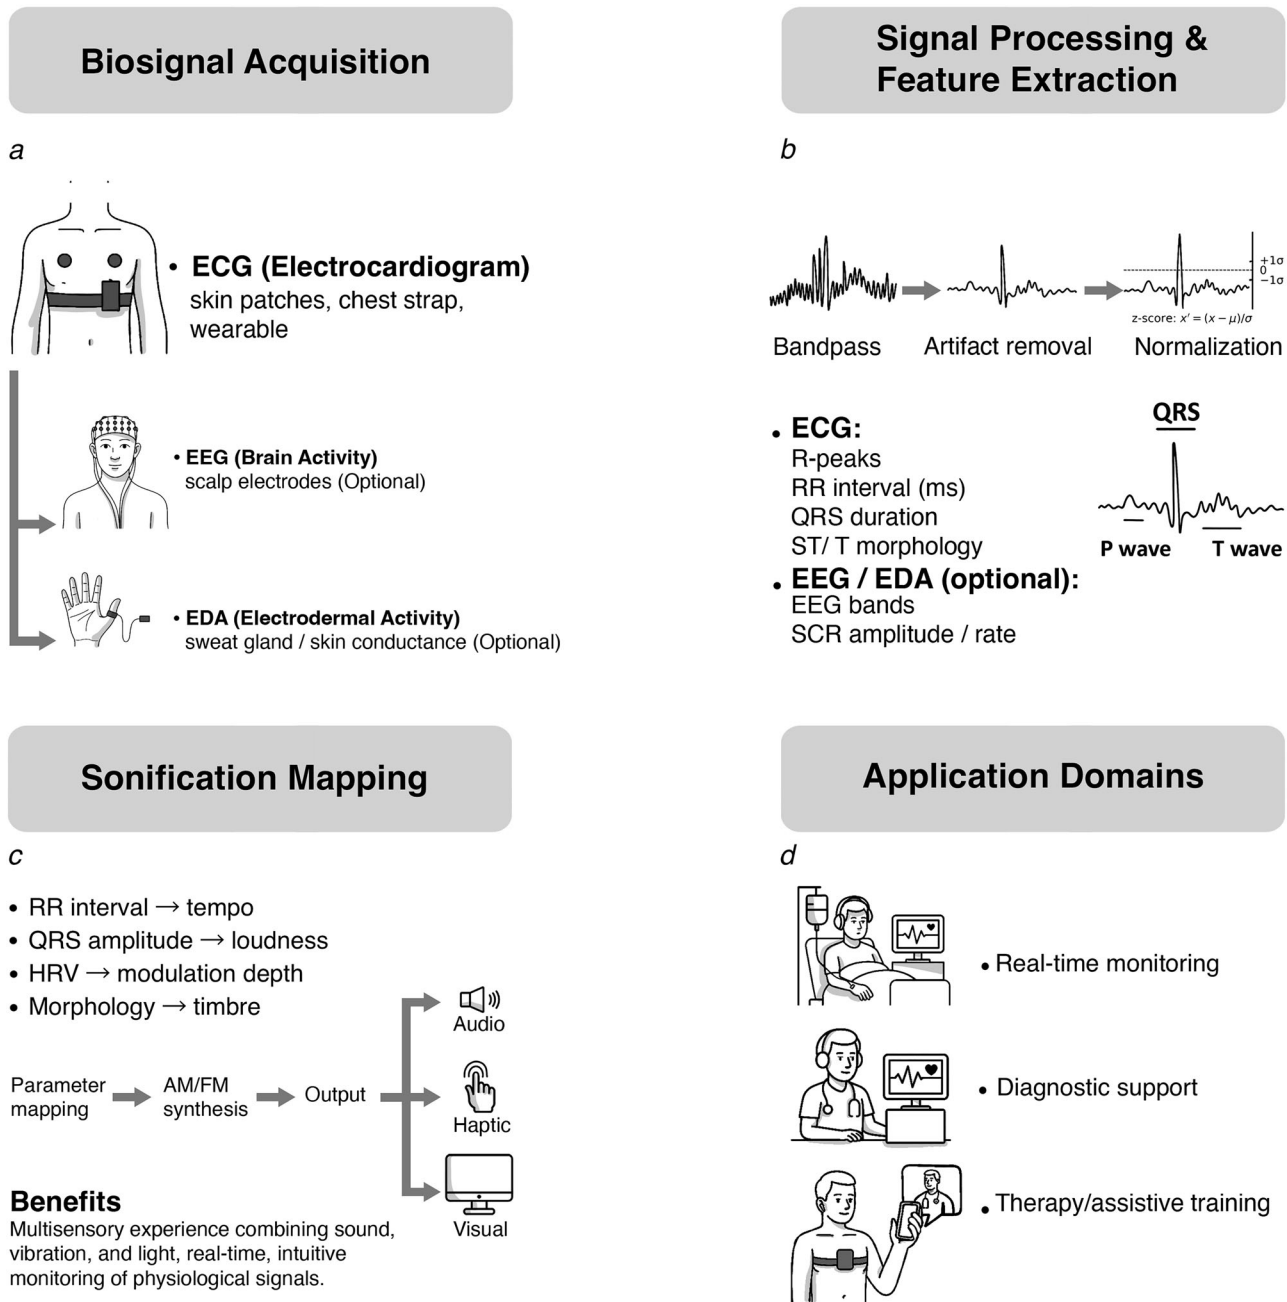 Biosignal Acquisition
a
• ECG (Electrocardiogram)
skin patches, chest strap,
wearable
• EEG (Brain Activity)
scalp electrodes (Optional)
• EDA (Electrodermal Activity)
sweat gland / skin conductance (Optional)
Signal Processing &
Feature Extraction
b
+1σ
0
−1σ
z-score: x′ = (x − μ)/σ
Bandpass
Artifact removal
Normalization
• ECG:
R-peaks
RR interval (ms)
QRS duration
ST/ T morphology
• EEG / EDA (optional):
EEG bands
SCR amplitude / rate
QRS
P wave
T wave
Sonification Mapping
c
• RR interval → tempo
• QRS amplitude → loudness
• HRV → modulation depth
• Morphology → timbre
Parameter
mapping
AM/FM
synthesis
Output
Audio
Haptic
Visual
Benefits
Multisensory experience combining sound,
vibration, and light, real-time, intuitive
monitoring of physiological signals.
Application Domains
d
• Real-time monitoring
• Diagnostic support
• Therapy/assistive training